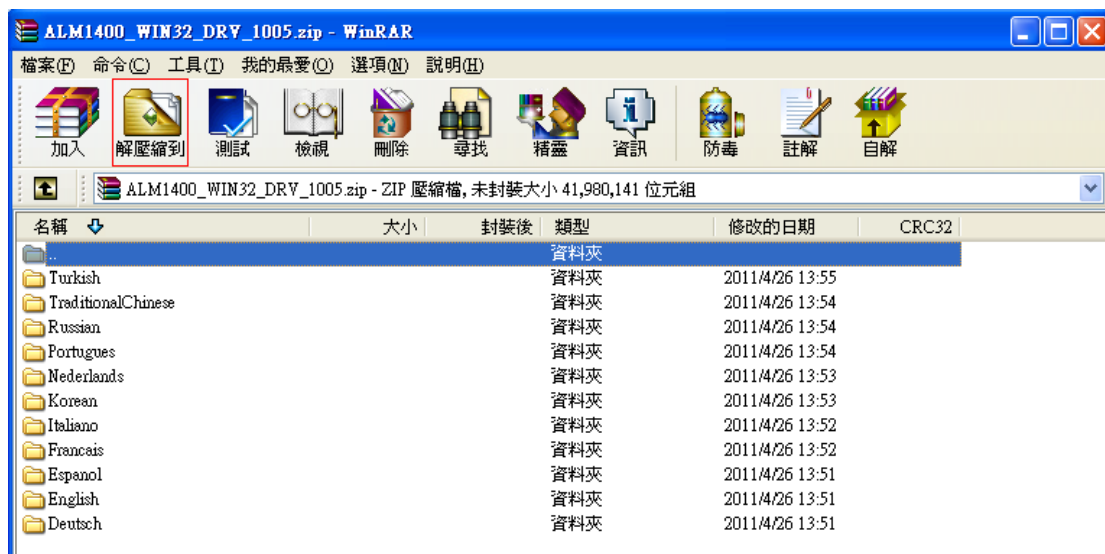 ALM1400_WIN32_DRV_1005.zip - WinRAR
檔案(F) 命令(C) 工具(T) 我的最愛(O) 選項(N) 說明(H)
加入 解壓縮到 測試 檢視 刪除 尋找 精靈 資訊 防毒 註解 自解
ALM1400_WIN32_DRV_1005.zip - ZIP 壓縮檔, 未封裝大小 41,980,141 位元組
名稱 大小 封裝後 類型 修改的日期 CRC32
.. 資料夾
Turkish 資料夾 2011/4/26 13:55
TraditionalChinese 資料夾 2011/4/26 13:54
Russian 資料夾 2011/4/26 13:54
Portugues 資料夾 2011/4/26 13:54
Nederlands 資料夾 2011/4/26 13:53
Korean 資料夾 2011/4/26 13:53
Italiano 資料夾 2011/4/26 13:52
Francais 資料夾 2011/4/26 13:52
Espanol 資料夾 2011/4/26 13:51
English 資料夾 2011/4/26 13:51
Deutsch 資料夾 2011/4/26 13:51